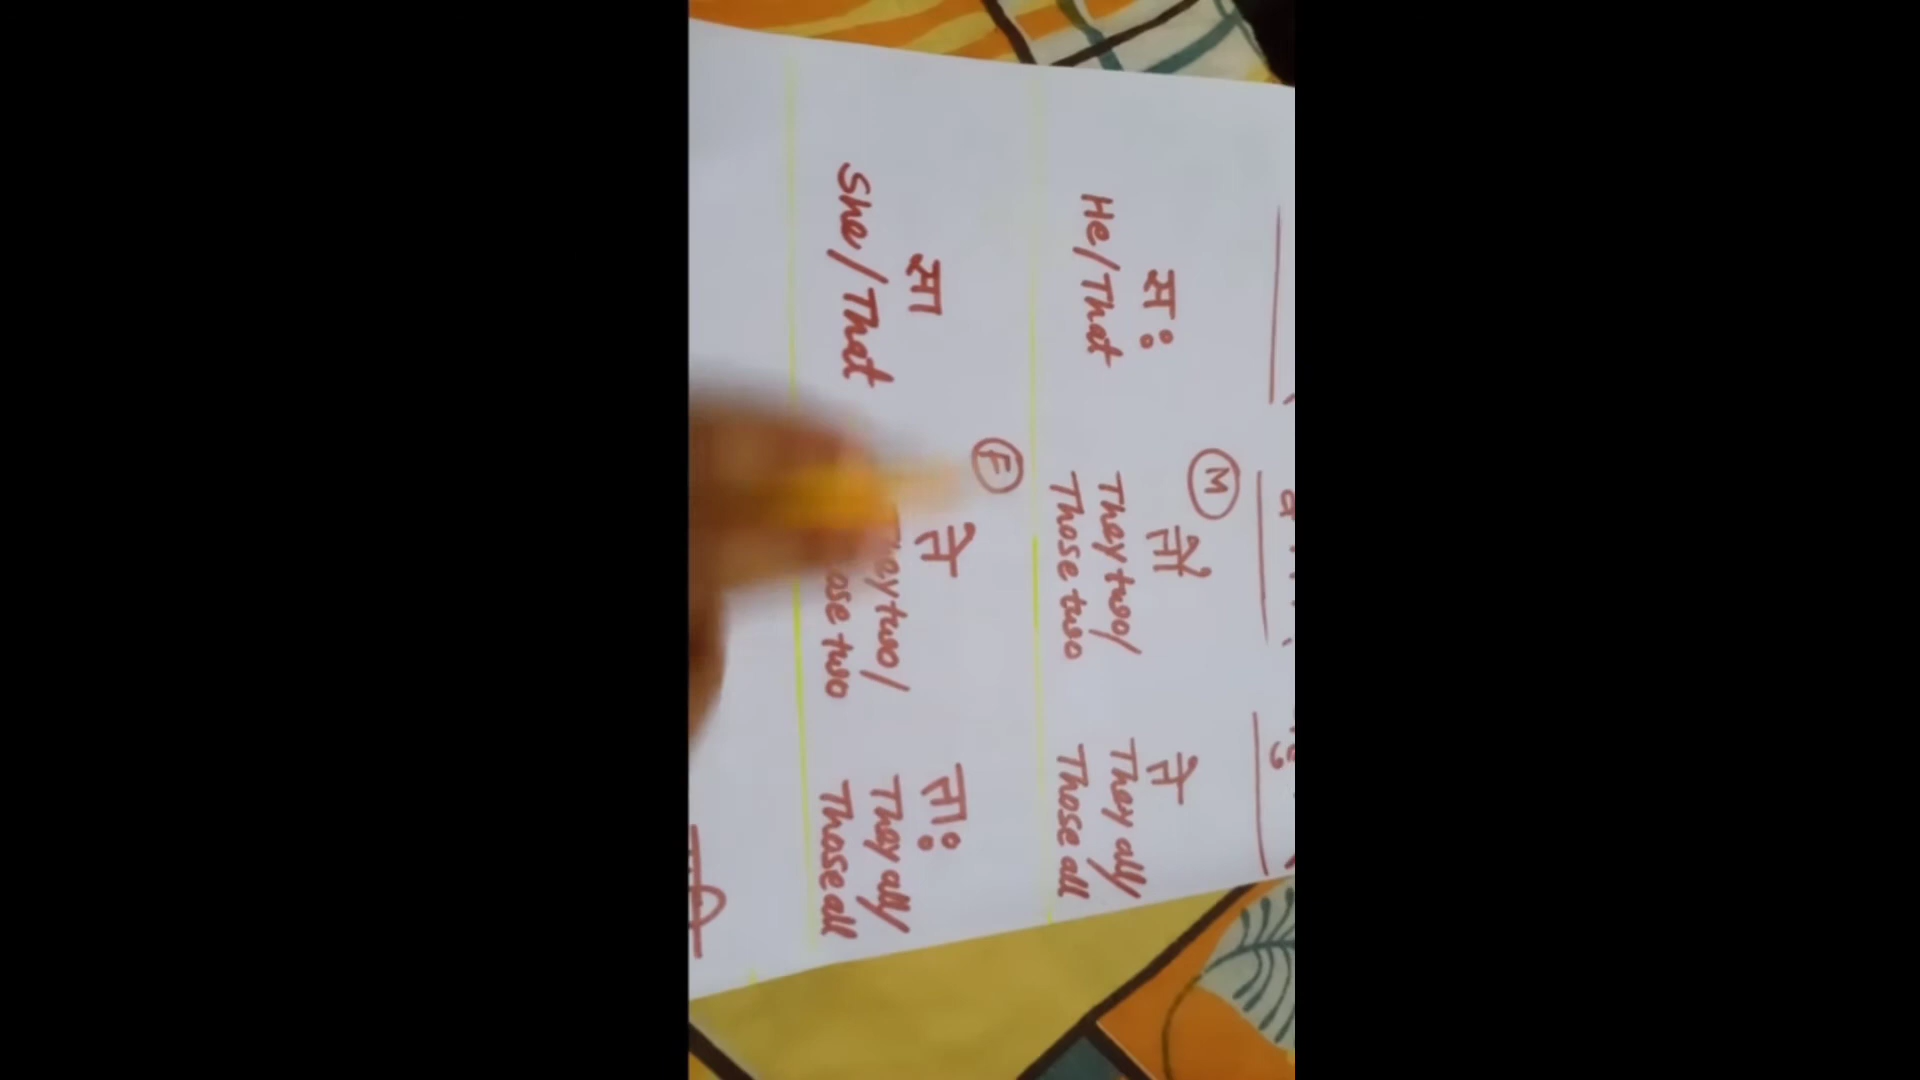 M
सः तौ ते
He/That They two/ They all/
Those two Those all
F
सा ते ताः
She/That two/ They all/
two Those all